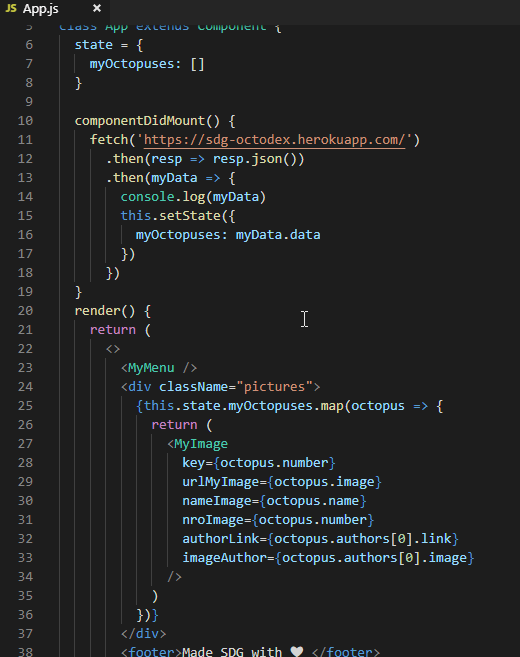 JS App.js ×
5 class App extends Component {
6 state = {
7 myOctopuses: []
8 }
9
10 componentDidMount() {
11 fetch('https://sdg-octodex.herokuapp.com/')
12 .then(resp => resp.json())
13 .then(myData => {
14 console.log(myData)
15 this.setState({
16 myOctopuses: myData.data
17 })
18 })
19 }
20 render() {
21 return (
22 <>
23 <MyMenu />
24 <div className="pictures">
25 {this.state.myOctopuses.map(octopus => {
26 return (
27 <MyImage
28 key={octopus.number}
29 urlMyImage={octopus.image}
30 nameImage={octopus.name}
31 nroImage={octopus.number}
32 authorLink={octopus.authors[0].link}
33 imageAuthor={octopus.authors[0].image}
34 />
35 )
36 })}
37 </div>
38 <footer>Made SDG with ♥ </footer>